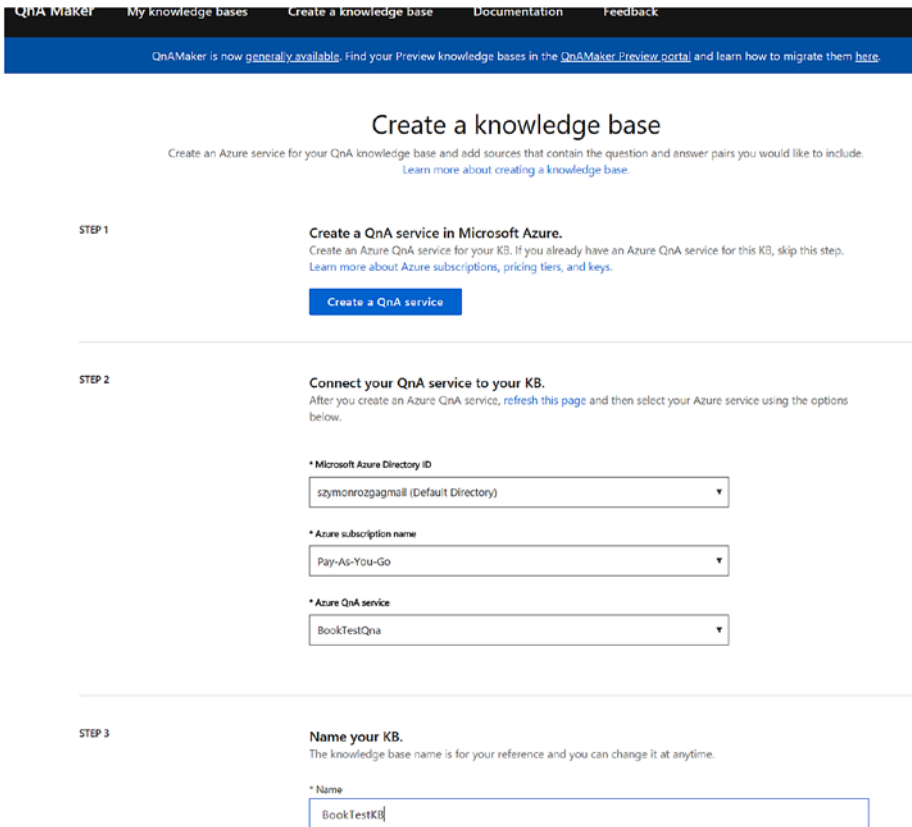 QnA Maker My knowledge bases Create a knowledge base Documentation Feedback
QnAMaker is now generally available. Find your Preview knowledge bases in the QnAMaker Preview portal and learn how to migrate them here.
Create a knowledge base
Create an Azure service for your QnA knowledge base and add sources that contain the question and answer pairs you would like to include.
Learn more about creating a knowledge base.
STEP 1
Create a QnA service in Microsoft Azure.
Create an Azure QnA service for your KB. If you already have an Azure QnA service for this KB, skip this step.
Learn more about Azure subscriptions, pricing tiers, and keys.
Create a QnA service
STEP 2
Connect your QnA service to your KB.
After you create an Azure QnA service, refresh this page and then select your Azure service using the options
below.
* Microsoft Azure Directory ID
szymonrozgagmail (Default Directory)
* Azure subscription name
Pay-As-You-Go
* Azure QnA service
BookTestQna
STEP 3
Name your KB.
The knowledge base name is for your reference and you can change it at anytime.
* Name
BookTestKB